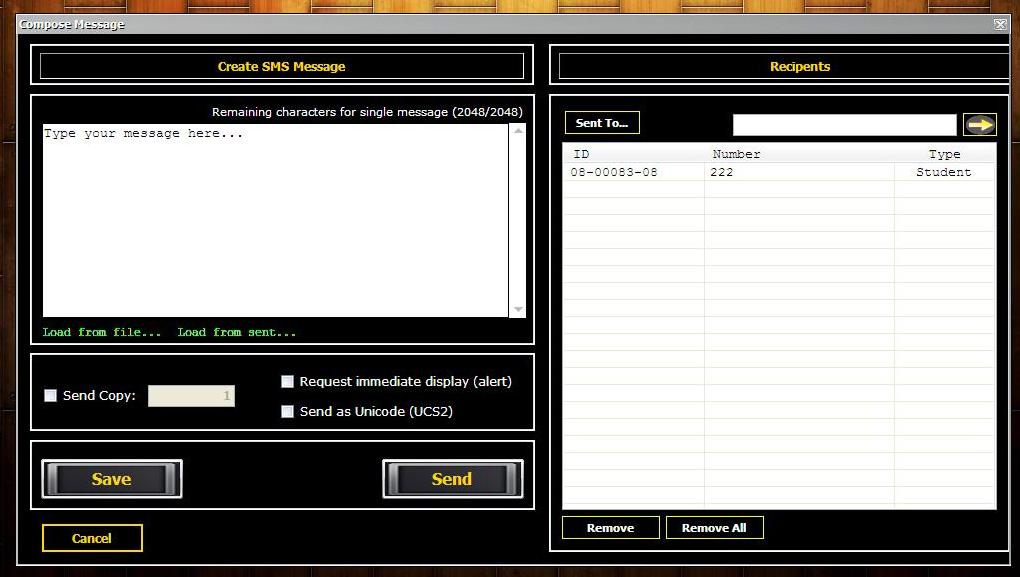 Compose Message
Create SMS Message
Remaining characters for single message (2048/2048)
Type your message here...
Load from file... Load from sent...
Send Copy: 1
Request immediate display (alert)
Send as Unicode (UCS2)
Save Send
Cancel
Recipents
Sent To...
ID Number Type
08-00083-08 222 Student
Remove Remove All